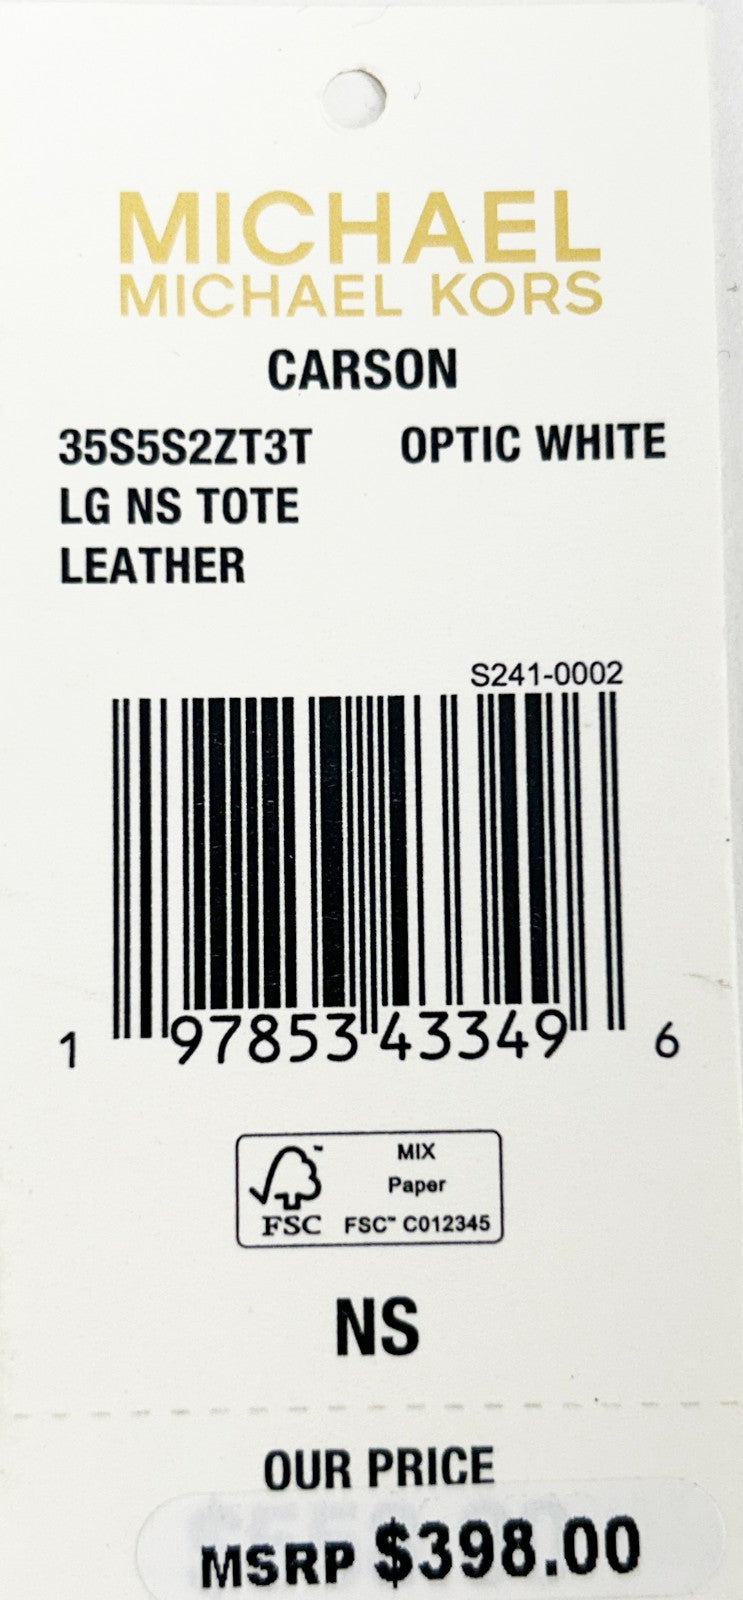 MICHAEL
MICHAEL KORS
CARSON
35S5S2ZT3T OPTIC WHITE
LG NS TOTE
LEATHER
S241-0002
1 97853 43349 6
MIX
Paper
FSC FSC™ C012345
NS
OUR PRICE
MSRP $398.00